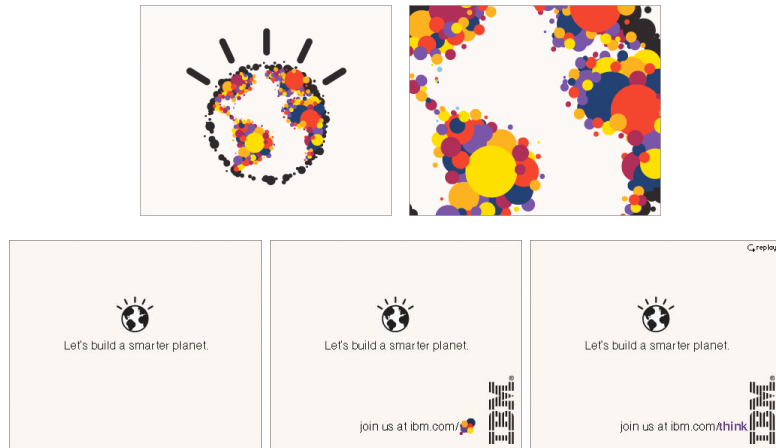 replay
Let's build a smarter planet.
Let's build a smarter planet.
Let's build a smarter planet.
join us at ibm.com/
IBM®
join us at ibm.com/think
IBM®